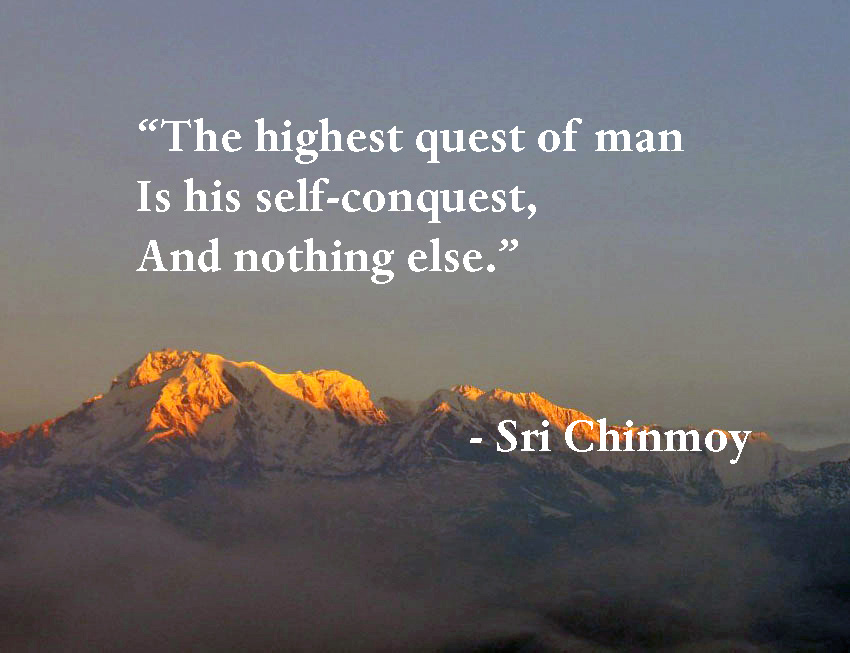 “The highest quest of man
Is his self-conquest,
And nothing else.”
- Sri Chinmoy